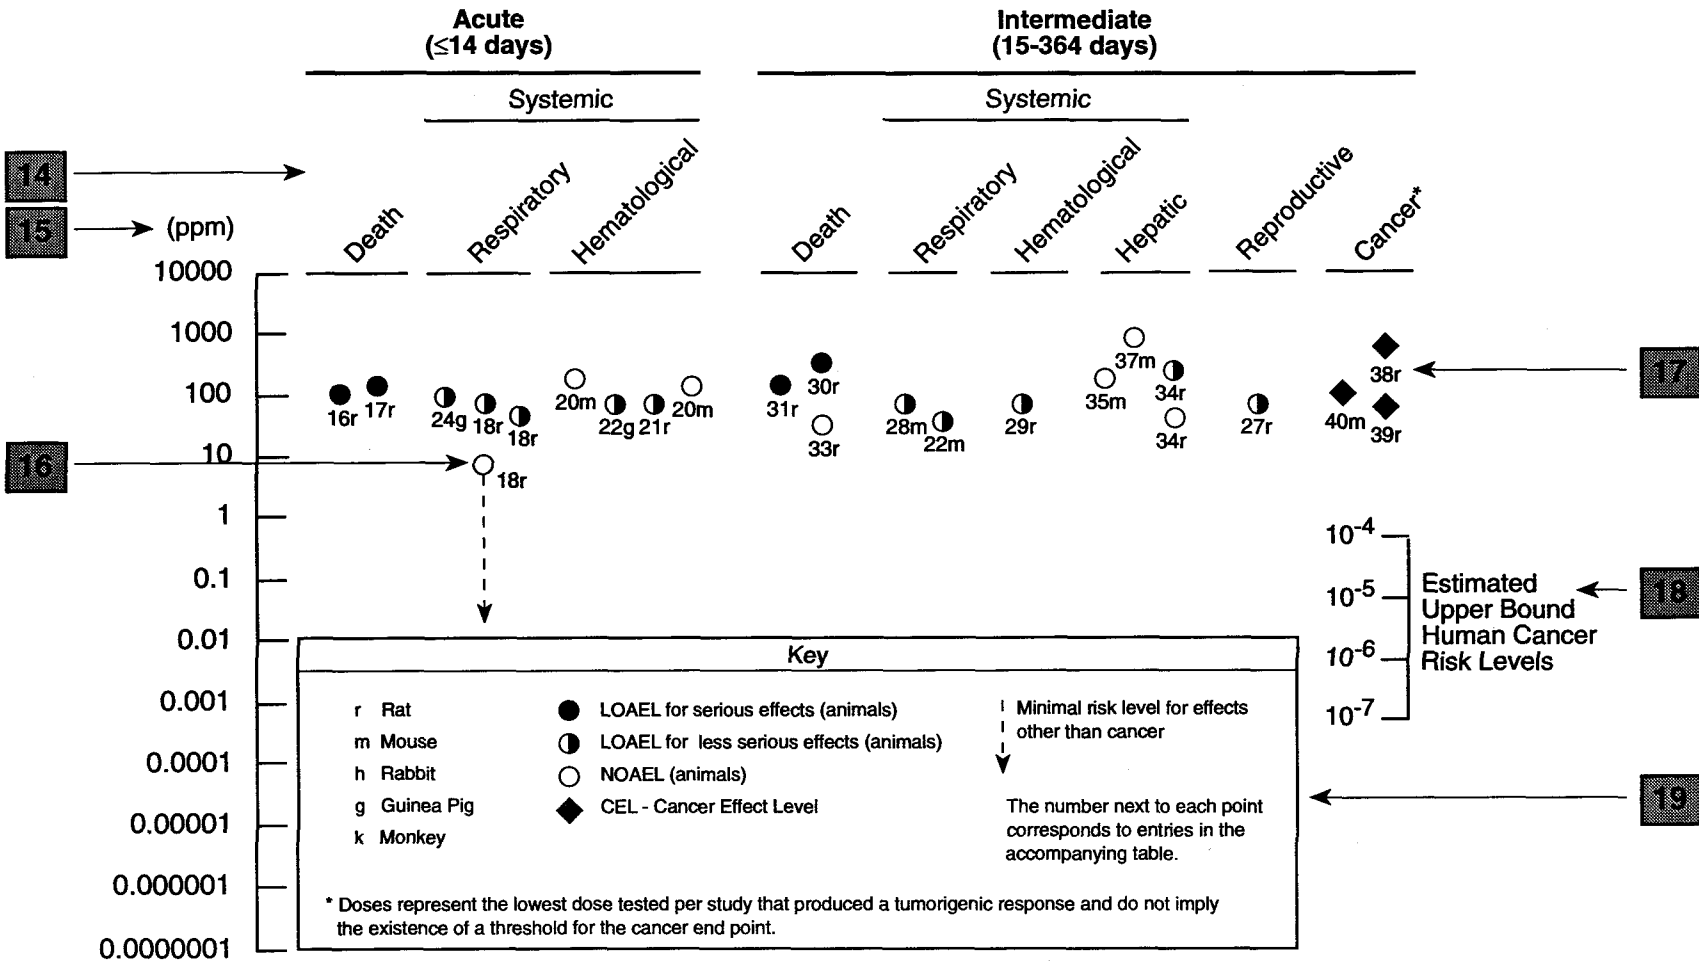 Acute
(≤14 days)
Intermediate
(15-364 days)
Systemic
Systemic
14
15
(ppm)
Death
Respiratory
Hematological
Death
Respiratory
Hematological
Hepatic
Reproductive
Cancer*
10000
1000
100
10
1
0.1
0.01
0.001
0.0001
0.00001
0.000001
0.0000001
16r
17r
24g
18r
18r
18r
20m
22g
21r
20m
31r
30r
33r
28m
22m
29r
35m
37m
34r
34r
27r
40m
38r
39r
16
17
18
19
10-4
10-5
10-6
10-7
Estimated
Upper Bound
Human Cancer
Risk Levels
Key
r Rat
m Mouse
h Rabbit
g Guinea Pig
k Monkey
LOAEL for serious effects (animals)
LOAEL for less serious effects (animals)
NOAEL (animals)
CEL - Cancer Effect Level
Minimal risk level for effects
other than cancer
The number next to each point
corresponds to entries in the
accompanying table.
* Doses represent the lowest dose tested per study that produced a tumorigenic response and do not imply
the existence of a threshold for the cancer end point.